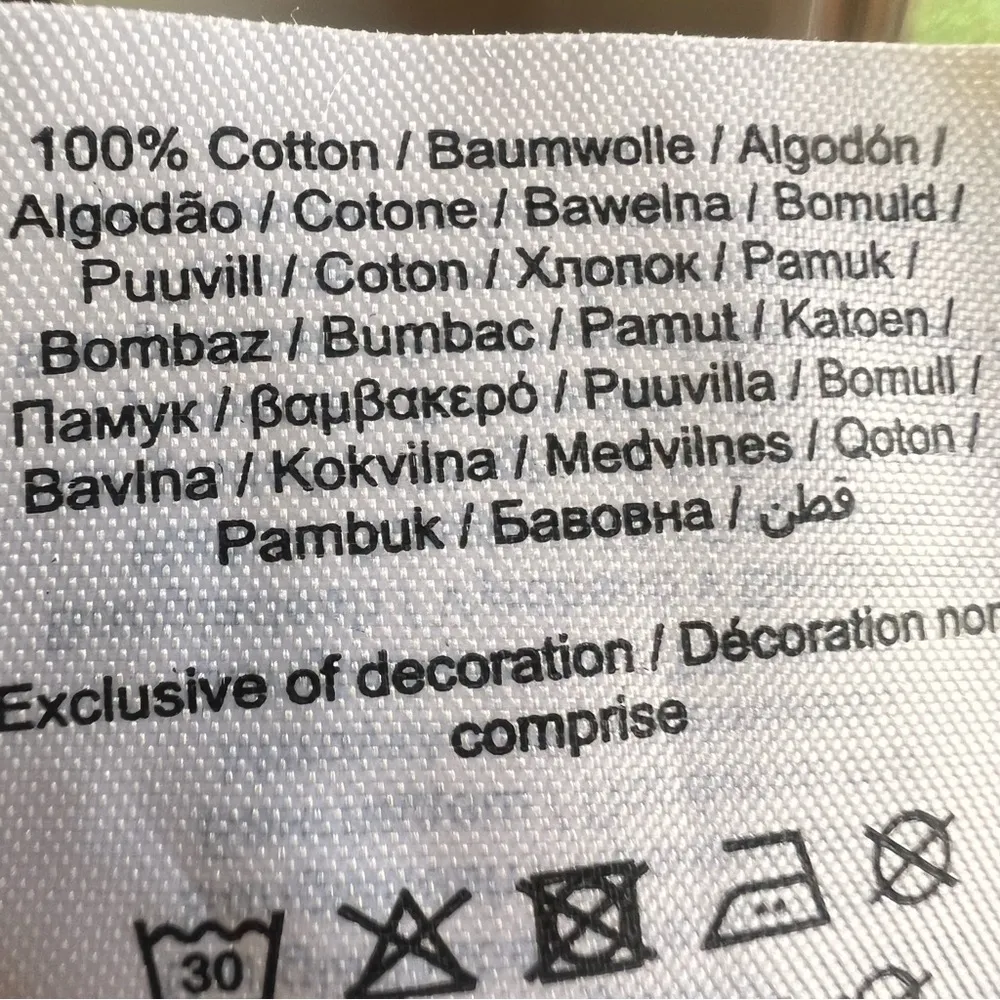 100% Cotton / Baumwolle / Algodón /
Algodão / Cotone / Bawelna / Bomuld /
Puuvill / Coton / Хлопок / Pamuk /
Bombaz / Bumbac / Pamut / Katoen /
Памук / βαμβακερό / Puuvilla / Bomull /
Bavlna / Kokvilna / Medvilnes / Qoton /
Pambuk / Бавовна / قطن
Exclusive of decoration / Décoration non
comprise
30